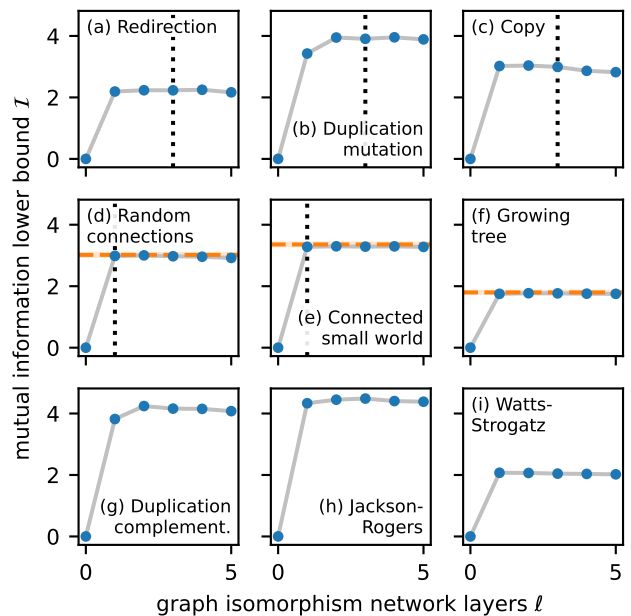 mutual information lower bound I
4
2
0
(a) Redirection
(b) Duplication
mutation
(c) Copy
4
2
0
(d) Random
connections
(e) Connected
small world
(f) Growing
tree
4
2
0
(g) Duplication
complement.
(h) Jackson-
Rogers
(i) Watts-
Strogatz
0 5 0 5 0 5
graph isomorphism network layers ℓ